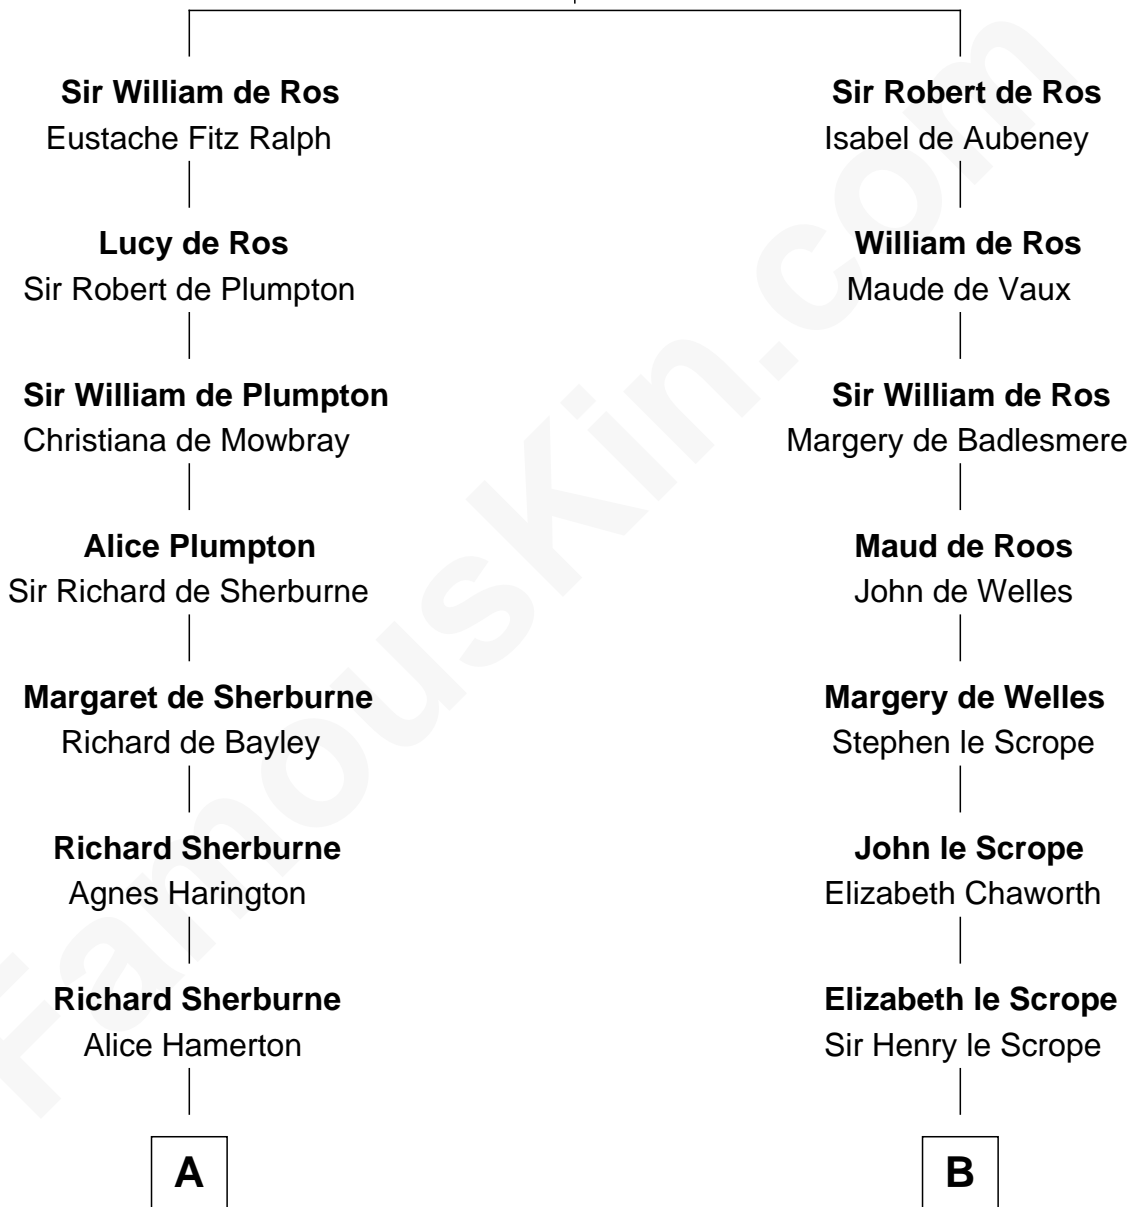 Sir William de Ros
Eustache Fitz Ralph
Lucy de Ros
Sir Robert de Plumpton
Sir William de Plumpton
Christiana de Mowbray
Alice Plumpton
Sir Richard de Sherburne
Margaret de Sherburne
Richard de Bayley
Richard Sherburne
Agnes Harington
Richard Sherburne
Alice Hamerton
A
Sir Robert de Ros
Isabel de Aubeney
William de Ros
Maude de Vaux
Sir William de Ros
Margery de Badlesmere
Maud de Roos
John de Welles
Margery de Welles
Stephen le Scrope
John le Scrope
Elizabeth Chaworth
Elizabeth le Scrope
Sir Henry le Scrope
B
FamousKin.com